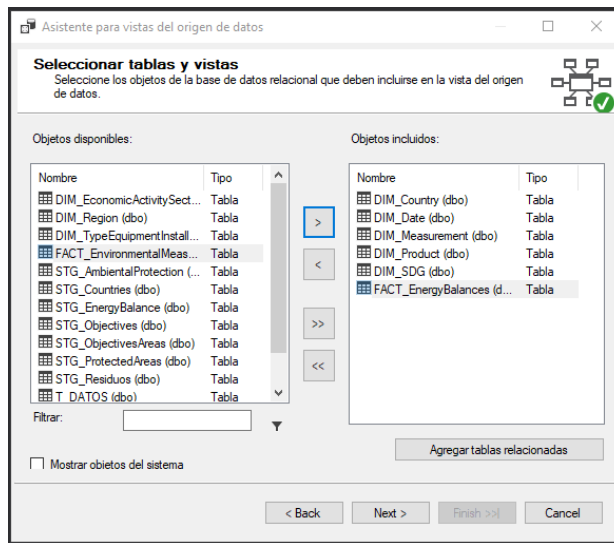 Asistente para vistas del origen de datos
Seleccionar tablas y vistas
Seleccione los objetos de la base de datos relacional que deben incluirse en la vista del origen
de datos.
Objetos disponibles:
Nombre Tipo
DIM_EconomicActivitySect... Tabla
DIM_Region (dbo) Tabla
DIM_TypeEquipmentInstall... Tabla
FACT_EnvironmentalMeas... Tabla
STG_AmbientalProtection (... Tabla
STG_Countries (dbo) Tabla
STG_EnergyBalance (dbo) Tabla
STG_Objectives (dbo) Tabla
STG_ObjectivesAreas (dbo) Tabla
STG_ProtectedAreas (dbo) Tabla
STG_Residuos (dbo) Tabla
T_DATOS (dbo) Tabla
Filtrar:
Mostrar objetos del sistema
>
<
>>
<<
Objetos incluidos:
Nombre Tipo
DIM_Country (dbo) Tabla
DIM_Date (dbo) Tabla
DIM_Measurement (dbo) Tabla
DIM_Product (dbo) Tabla
DIM_SDG (dbo) Tabla
FACT_EnergyBalances (d... Tabla
Agregar tablas relacionadas
< Back Next > Finish >>| Cancel